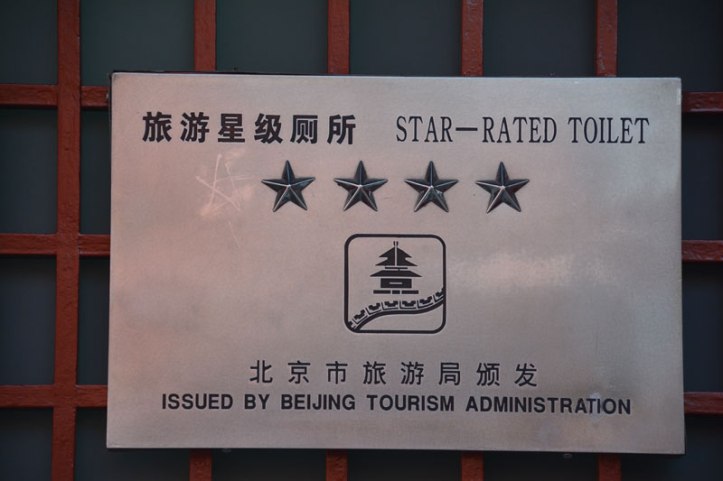 旅游星级厕所 STAR—RATED TOILET
北京市旅游局颁发
ISSUED BY BEIJING TOURISM ADMINISTRATION